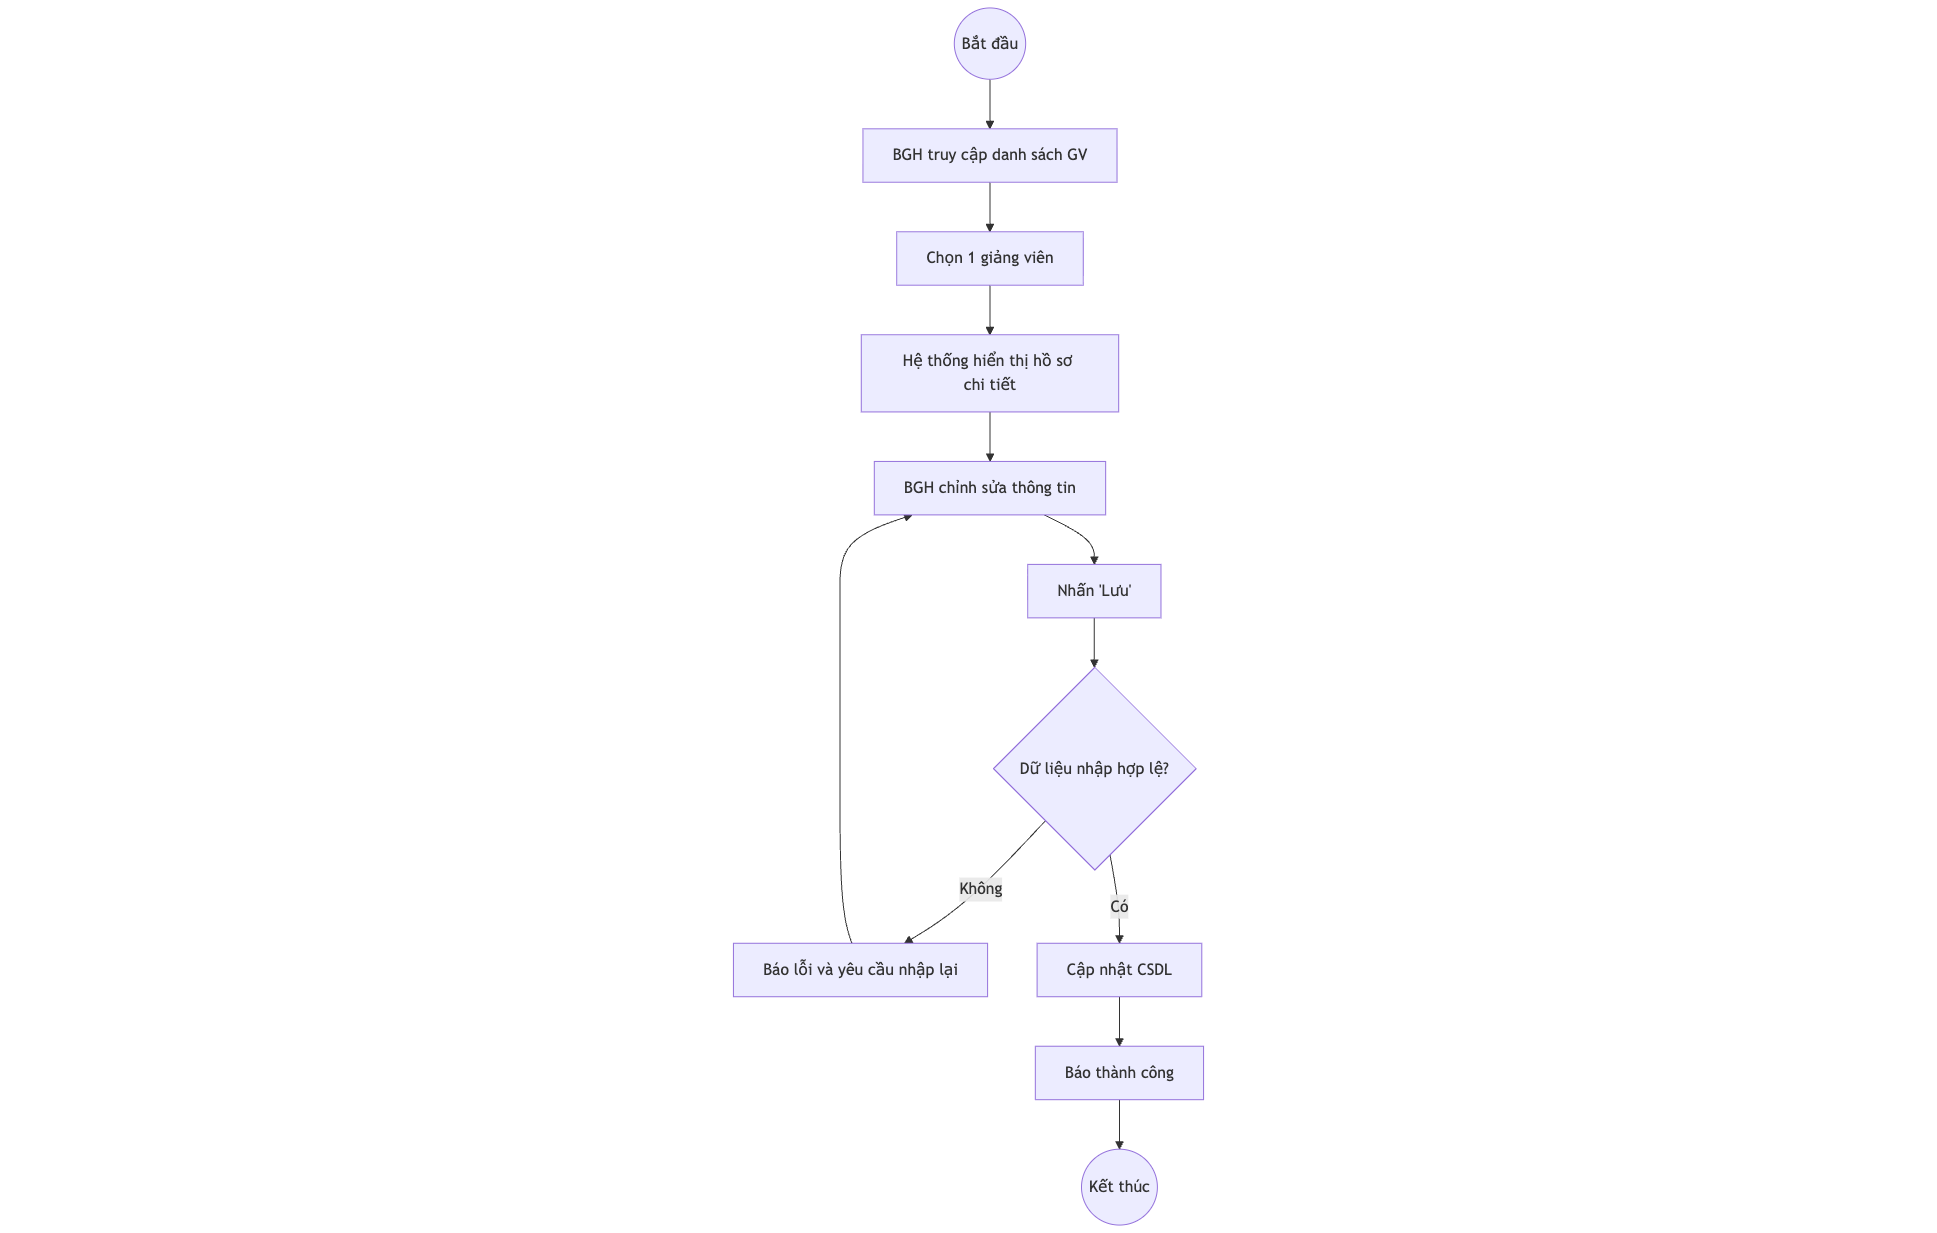 Bắt đầu
BGH truy cập danh sách GV
Chọn 1 giảng viên
Hệ thống hiển thị hồ sơ
chi tiết
BGH chỉnh sửa thông tin
Nhấn 'Lưu'
Dữ liệu nhập hợp lệ?
Không
Có
Báo lỗi và yêu cầu nhập lại
Cập nhật CSDL
Báo thành công
Kết thúc